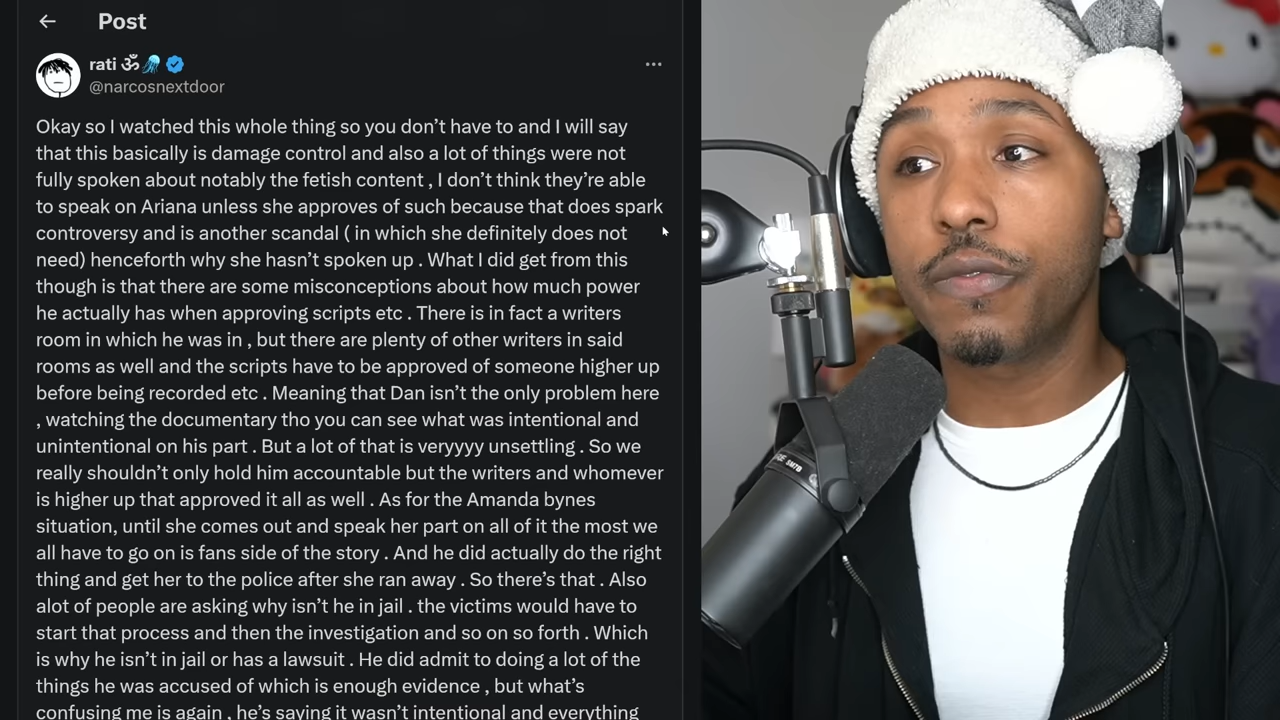 Post
rati ॐ🪼
@narcosnextdoor
Okay so I watched this whole thing so you don’t have to and I will say
that this basically is damage control and also a lot of things were not
fully spoken about notably the fetish content , I don’t think they’re able
to speak on Ariana unless she approves of such because that does spark
controversy and is another scandal ( in which she definitely does not
need) henceforth why she hasn’t spoken up . What I did get from this
though is that there are some misconceptions about how much power
he actually has when approving scripts etc . There is in fact a writers
room in which he was in , but there are plenty of other writers in said
rooms as well and the scripts have to be approved of someone higher up
before being recorded etc . Meaning that Dan isn’t the only problem here
, watching the documentary tho you can see what was intentional and
unintentional on his part . But a lot of that is veryyyy unsettling . So we
really shouldn’t only hold him accountable but the writers and whomever
is higher up that approved it all as well . As for the Amanda bynes
situation, until she comes out and speak her part on all of it the most we
all have to go on is fans side of the story . And he did actually do the right
thing and get her to the police after she ran away . So there’s that . Also
alot of people are asking why isn’t he in jail . the victims would have to
start that process and then the investigation and so on so forth . Which
is why he isn’t in jail or has a lawsuit . He did admit to doing a lot of the
things he was accused of which is enough evidence , but what’s
confusing me is again , he’s saying it wasn’t intentional and everything
SM7B